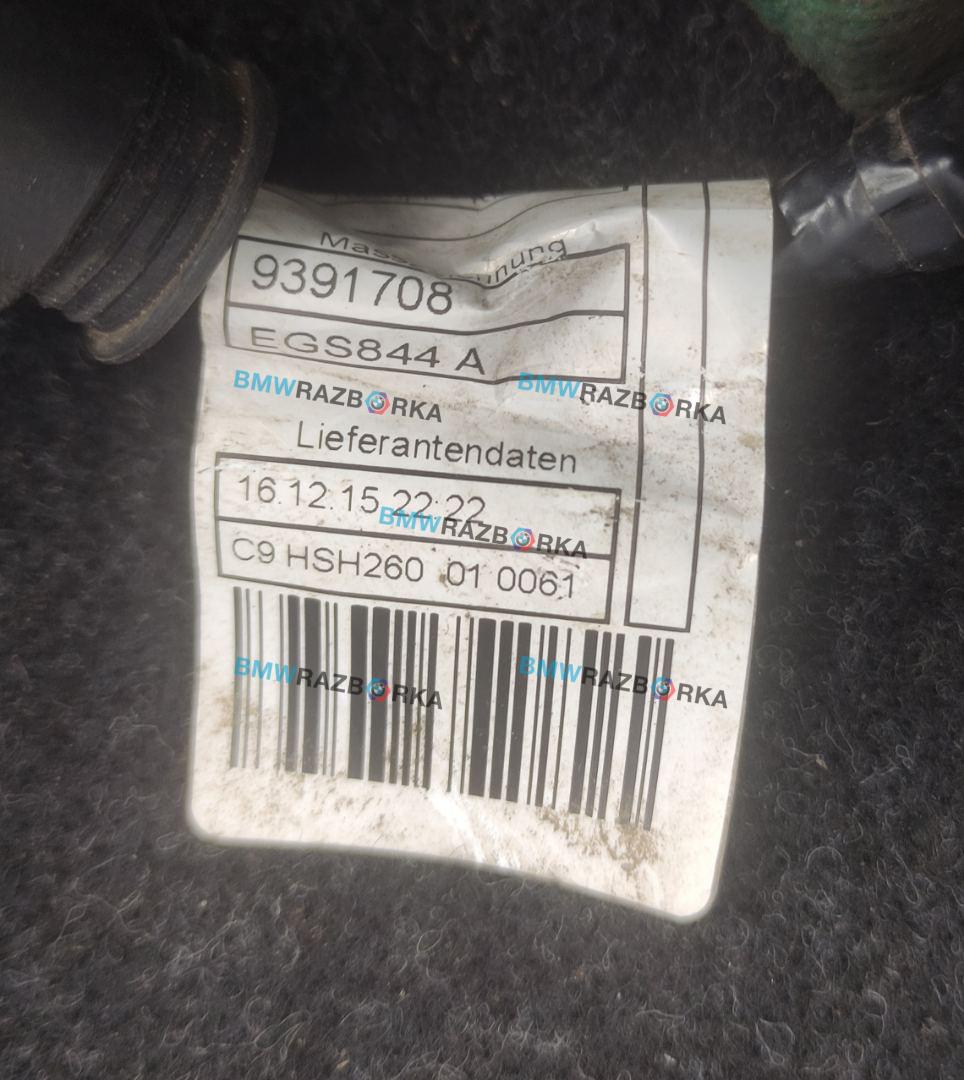 9391708
EGS844 A
BMWRAZBORKA BMWRAZBORKA
Lieferantendaten
16.12.15 22:22
BMWRAZBORKA
C9 HSH260 01 0061
BMWRAZBORKA BMWRAZBORKA